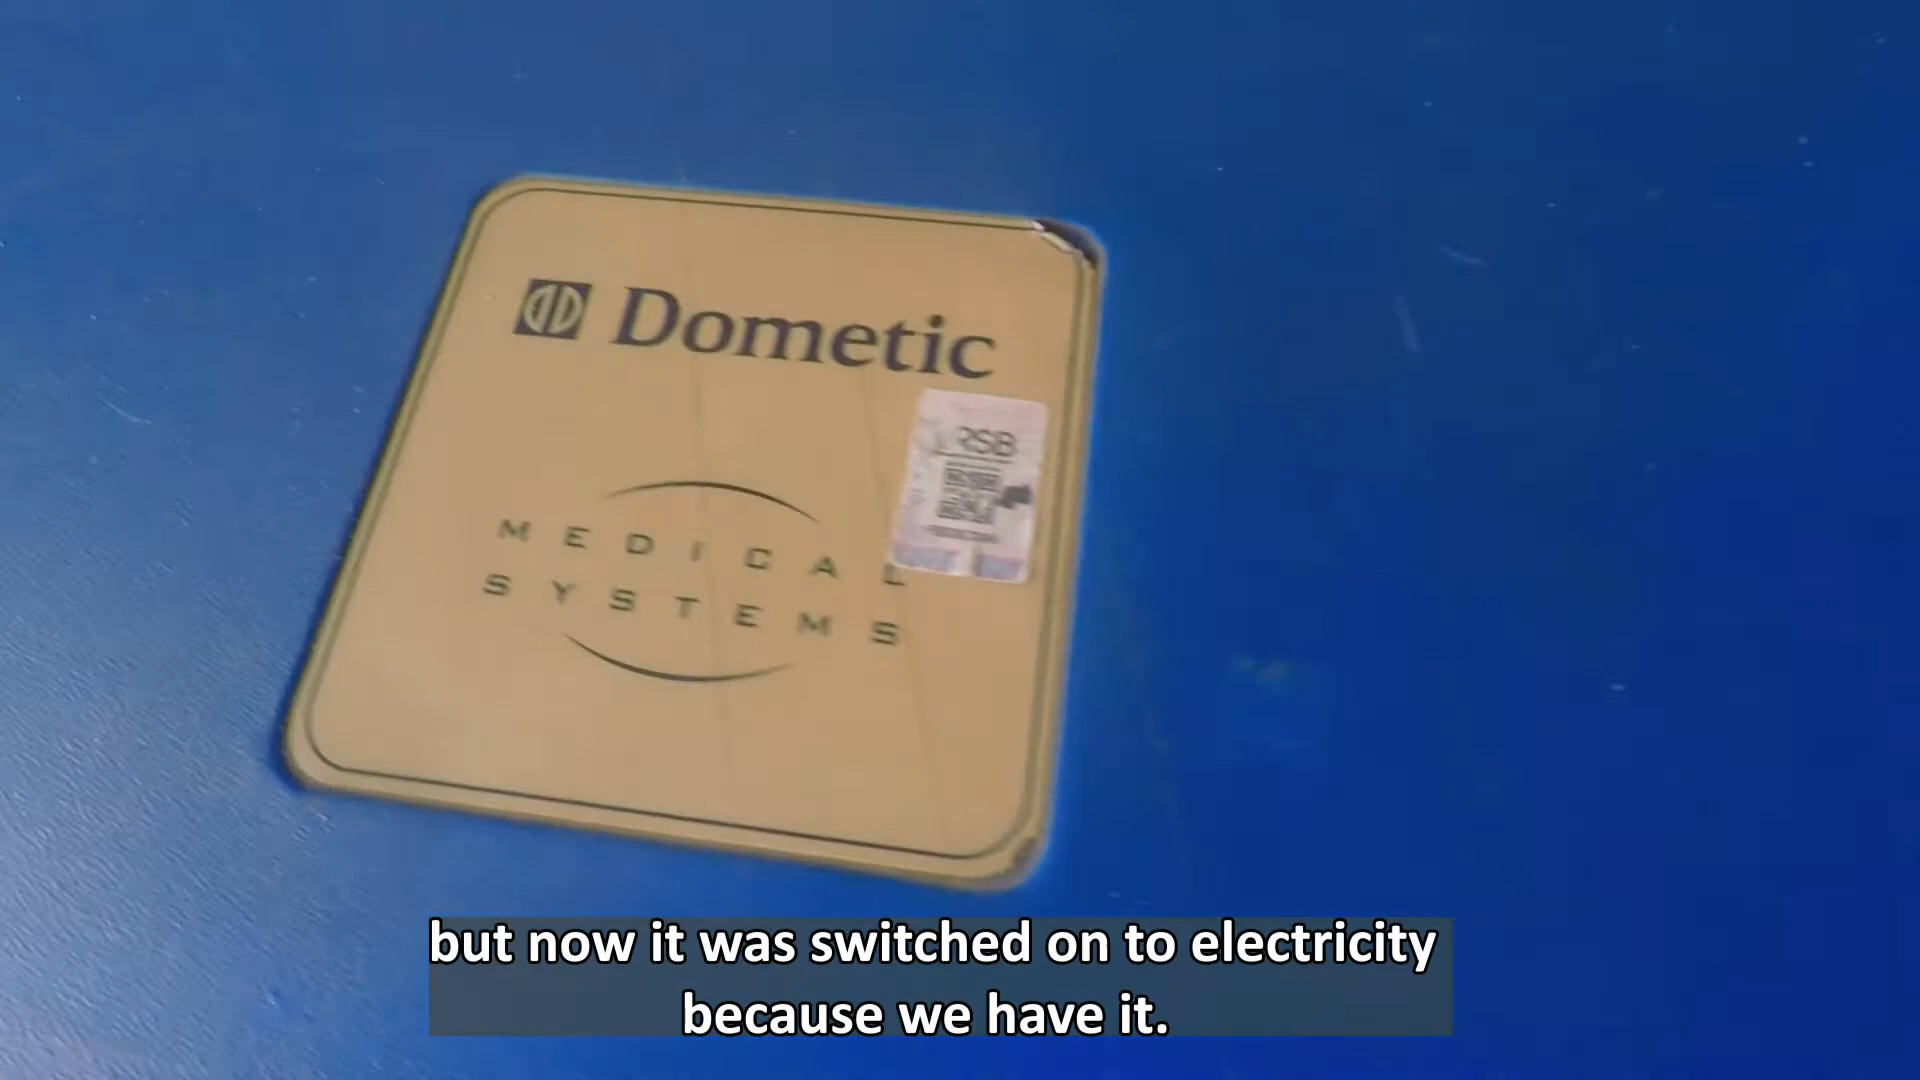 Dometic
RSB
MEDICAL
SYSTEMS
but now it was switched on to electricity
because we have it.